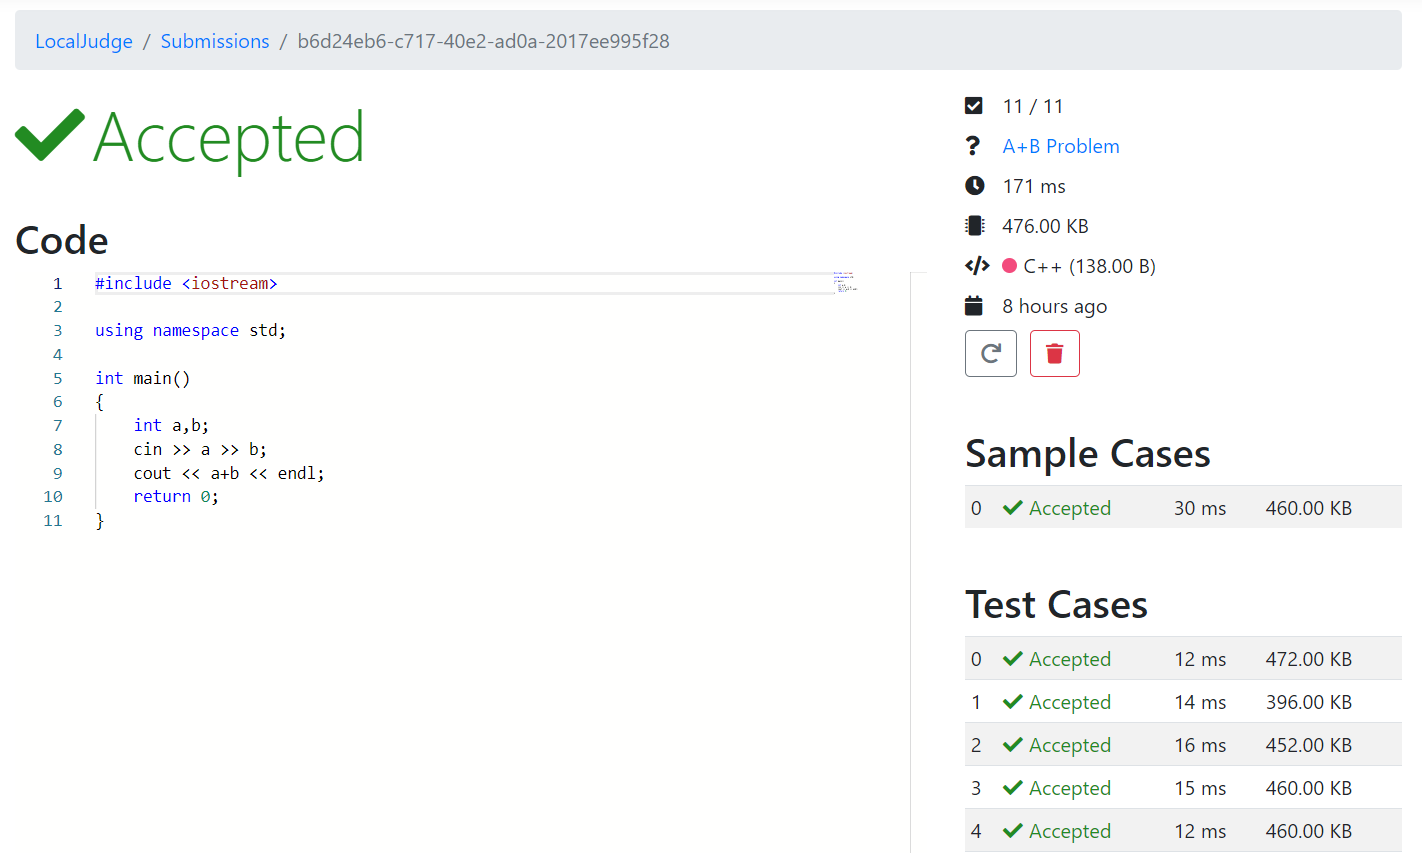 LocalJudge / Submissions / b6d24eb6-c717-40e2-ad0a-2017ee995f28
Accepted
Code
1 #include <iostream>
2
3 using namespace std;
4
5 int main()
6 {
7     int a,b;
8     cin >> a >> b;
9     cout << a+b << endl;
10     return 0;
11 }
11 / 11
A+B Problem
171 ms
476.00 KB
C++ (138.00 B)
8 hours ago
Sample Cases
0 Accepted 30 ms 460.00 KB
Test Cases
0 Accepted 12 ms 472.00 KB
1 Accepted 14 ms 396.00 KB
2 Accepted 16 ms 452.00 KB
3 Accepted 15 ms 460.00 KB
4 Accepted 12 ms 460.00 KB